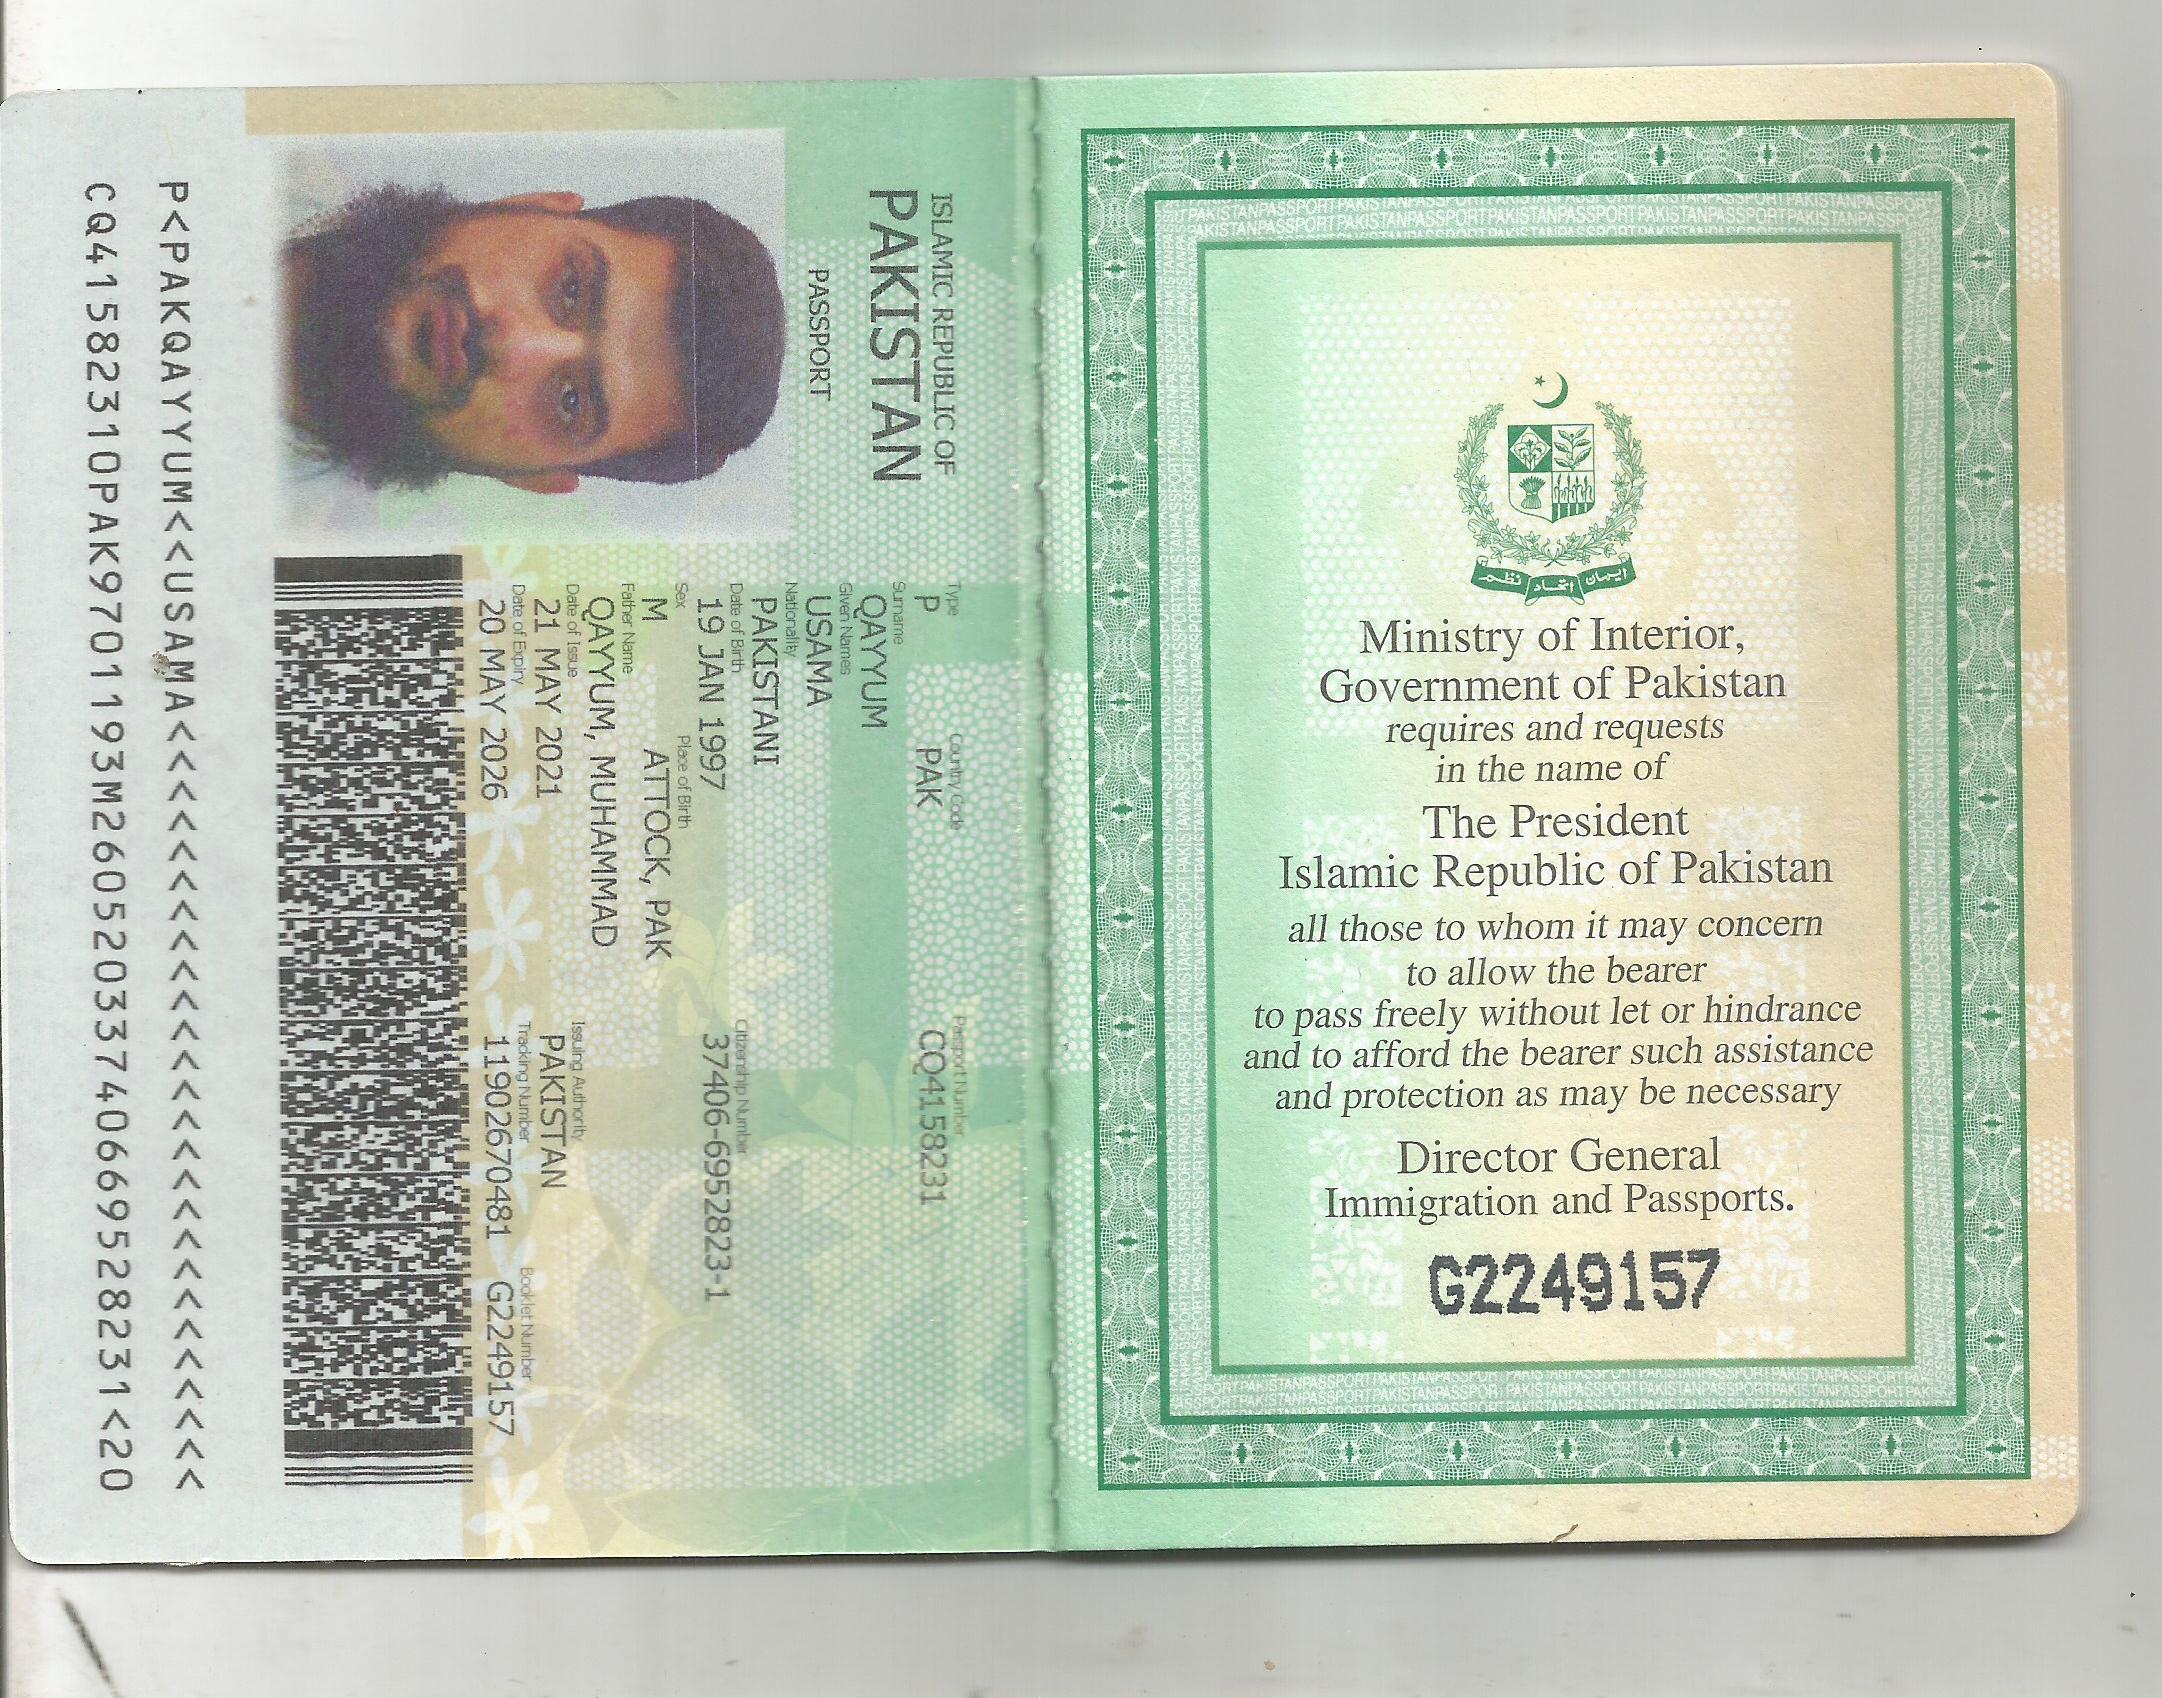 ISLAMIC REPUBLIC OF
PAKISTAN
PASSPORT
Type Country Code Passport Number
P PAK CQ4158231
Surname
QAYYUM
Given Names
USAMA
Nationality
PAKISTANI
Date of Birth Citizenship Number
19 JAN 1997 37406-6952823-1
Sex Place of Birth
M ATTOCK, PAK
Father Name
QAYYUM, MUHAMMAD
Date of Issue Issuing Authority
21 MAY 2021 PAKISTAN
Date of Expiry Tracking Number Booklet Number
20 MAY 2026 11902670481 G2249157
P<PAKQAYYUM<<USAMA<<<<<<<<<<<<<<<<<<<<<<<<<<
CQ41582310PAK9701193M26052033740669528231<20
ایمان اتحاد نظم
Ministry of Interior,
Government of Pakistan
requires and requests
in the name of
The President
Islamic Republic of Pakistan
all those to whom it may concern
to allow the bearer
to pass freely without let or hindrance
and to afford the bearer such assistance
and protection as may be necessary
Director General
Immigration and Passports.
G2249157